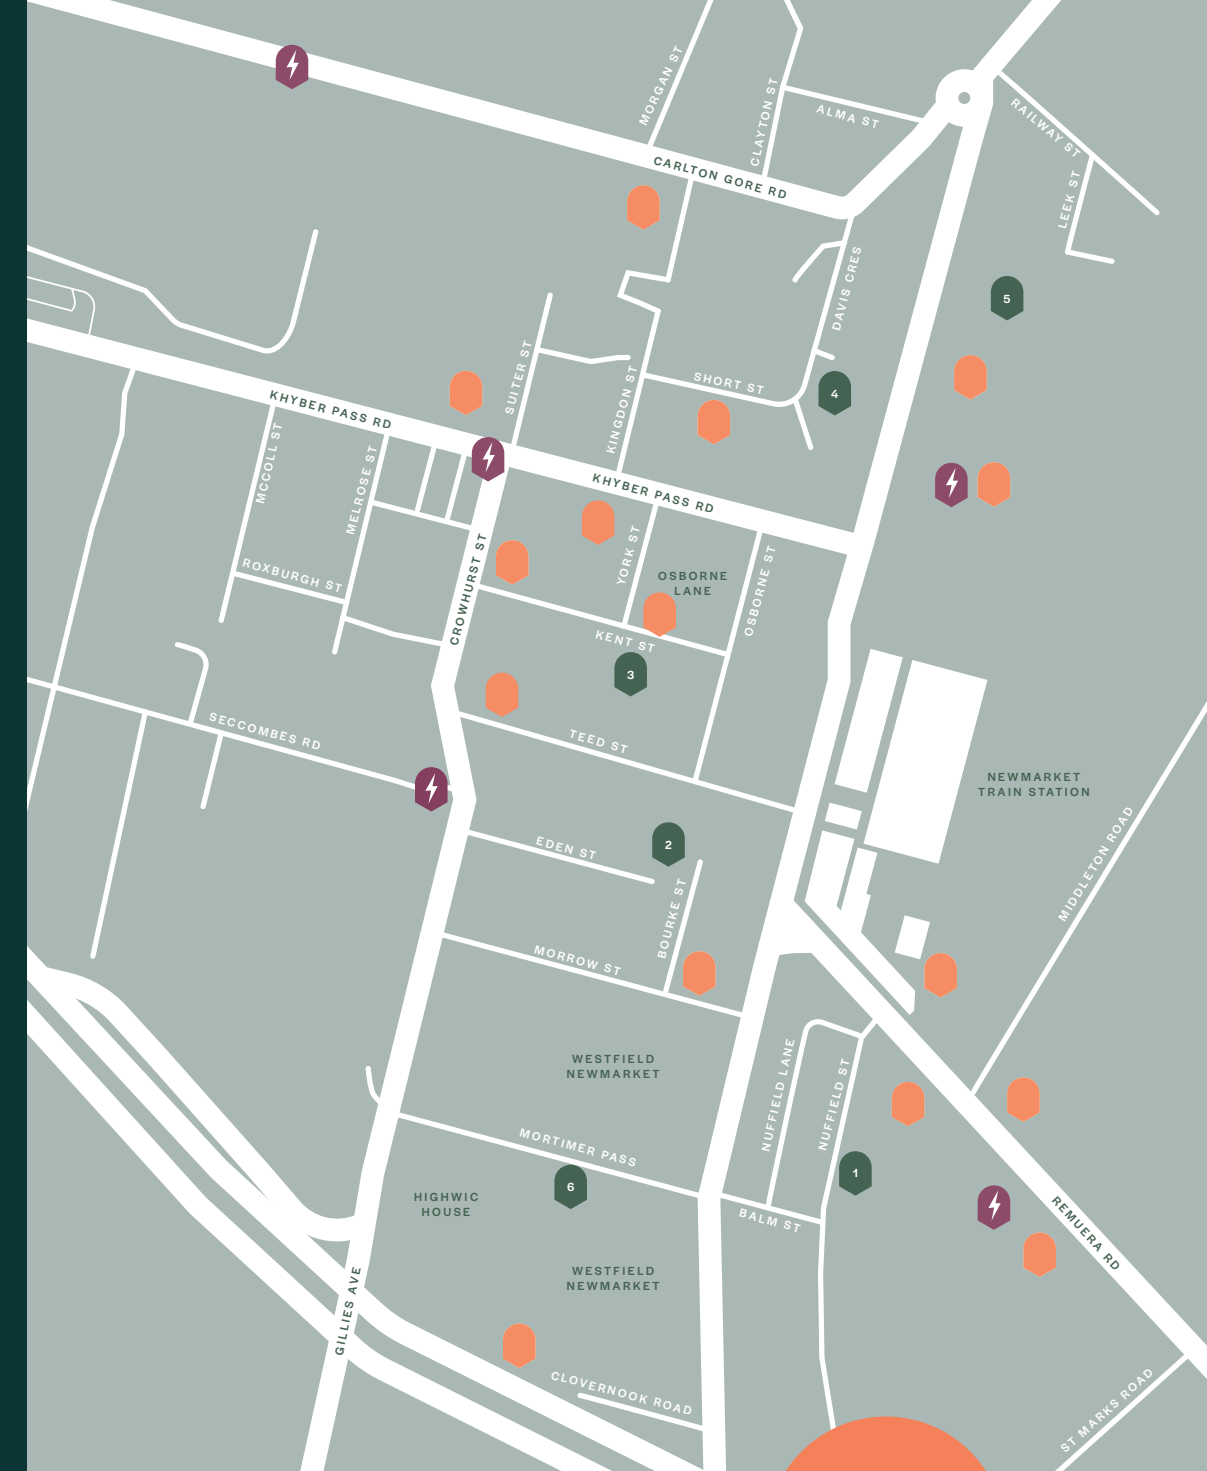 MORGAN ST
CLAYTON ST
ALMA ST
RAILWAY ST
LEEK ST
CARLTON GORE RD
DAVIS CRES
5
SUITER ST
KINGDON ST
SHORT ST
4
KHYBER PASS RD
MCCOLL ST
MELROSE ST
KHYBER PASS RD
CROWHURST ST
YORK ST
OSBORNE
LANE
OSBORNE ST
ROXBURGH ST
KENT ST
3
SECCOMBES RD
TEED ST
NEWMARKET
TRAIN STATION
MIDDLETON ROAD
EDEN ST
2
BOURKE ST
MORROW ST
WESTFIELD
NEWMARKET
NUFFIELD LANE
NUFFIELD ST
MORTIMER PASS
1
6
HIGHWIC
HOUSE
BALM ST
REMUERA RD
WESTFIELD
NEWMARKET
GILLIES AVE
CLOVERNOOK ROAD
ST MARKS ROAD